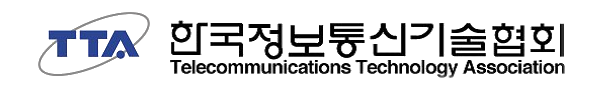 TTA
한국정보통신기술협회
Telecommunications Technology Association